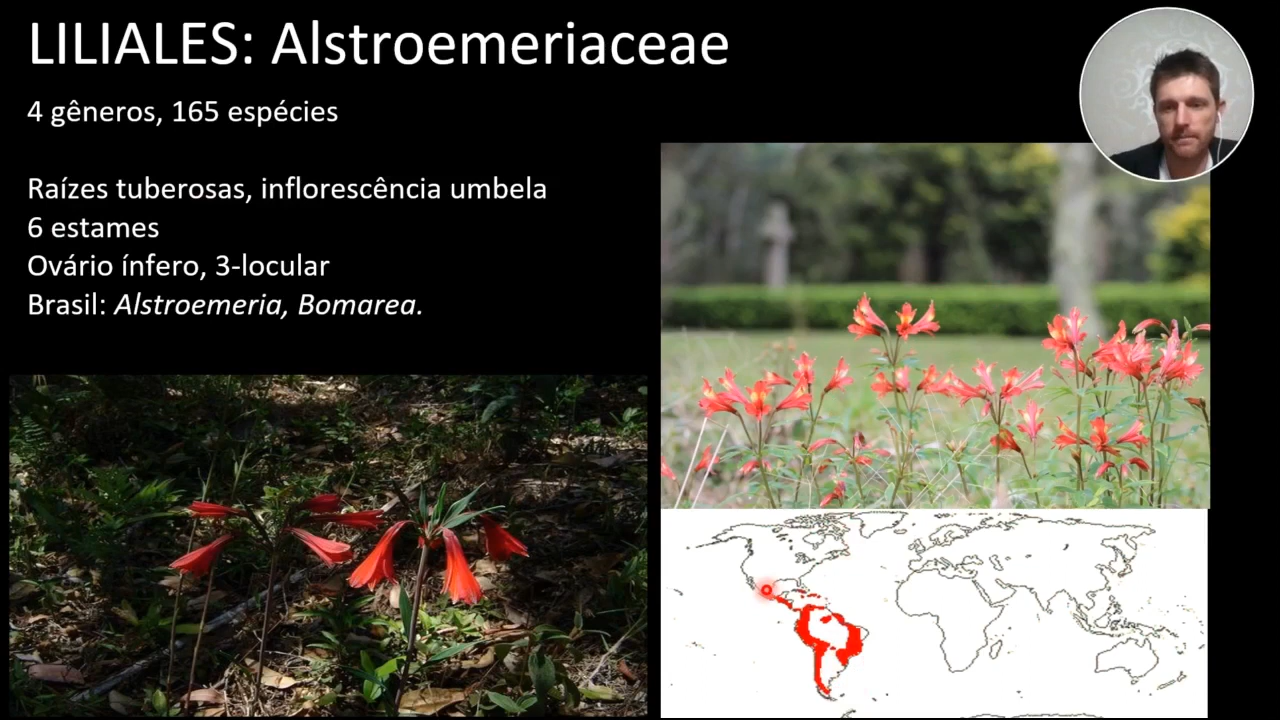 LILIALES: Alstroemeriaceae
4 gêneros, 165 espécies
Raízes tuberosas, inflorescência umbela
6 estames
Ovário ínfero, 3-locular
Brasil: Alstroemeria, Bomarea.